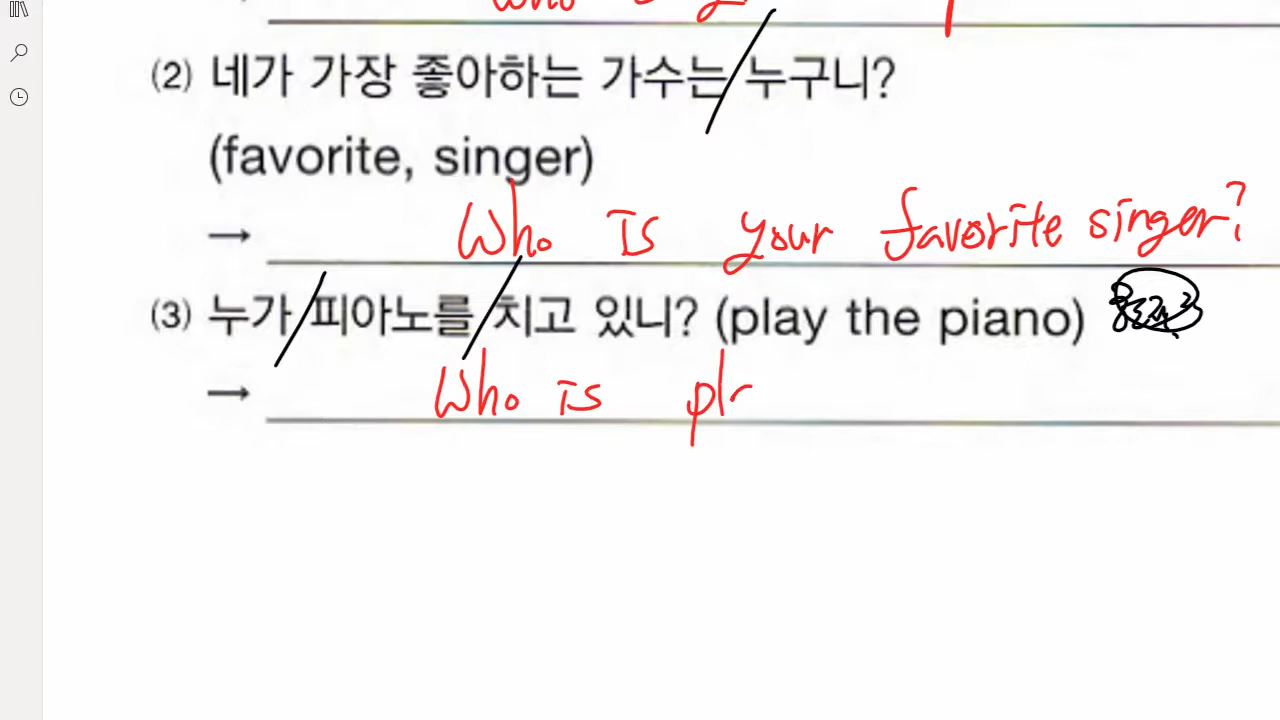 (2) 네가 가장 좋아하는 가수는 누구니?
(favorite, singer)
→ Who is your favorite singer?
(3) 누가 피아노를 치고 있니? (play the piano)
→ Who is pl